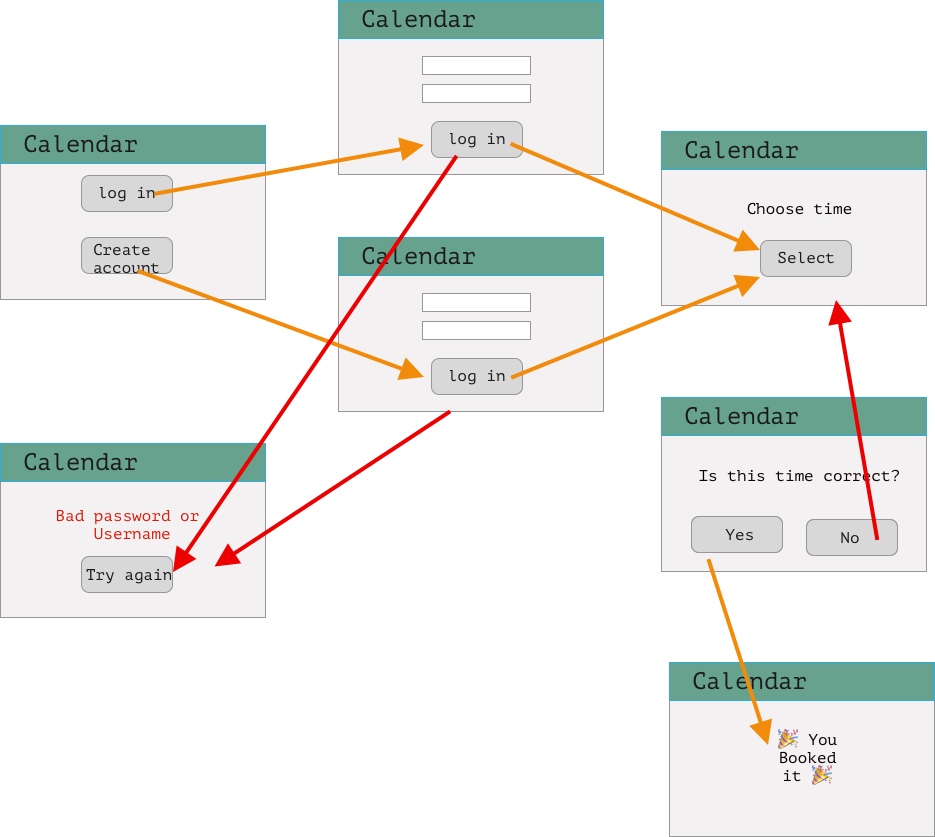 Calendar
log in
Calendar
log in
Create
account
Calendar
Choose time
Select
Calendar
log in
Calendar
Bad password or
Username
Try again
Calendar
Is this time correct?
Yes
No
Calendar
🎉 You
Booked
it 🎉